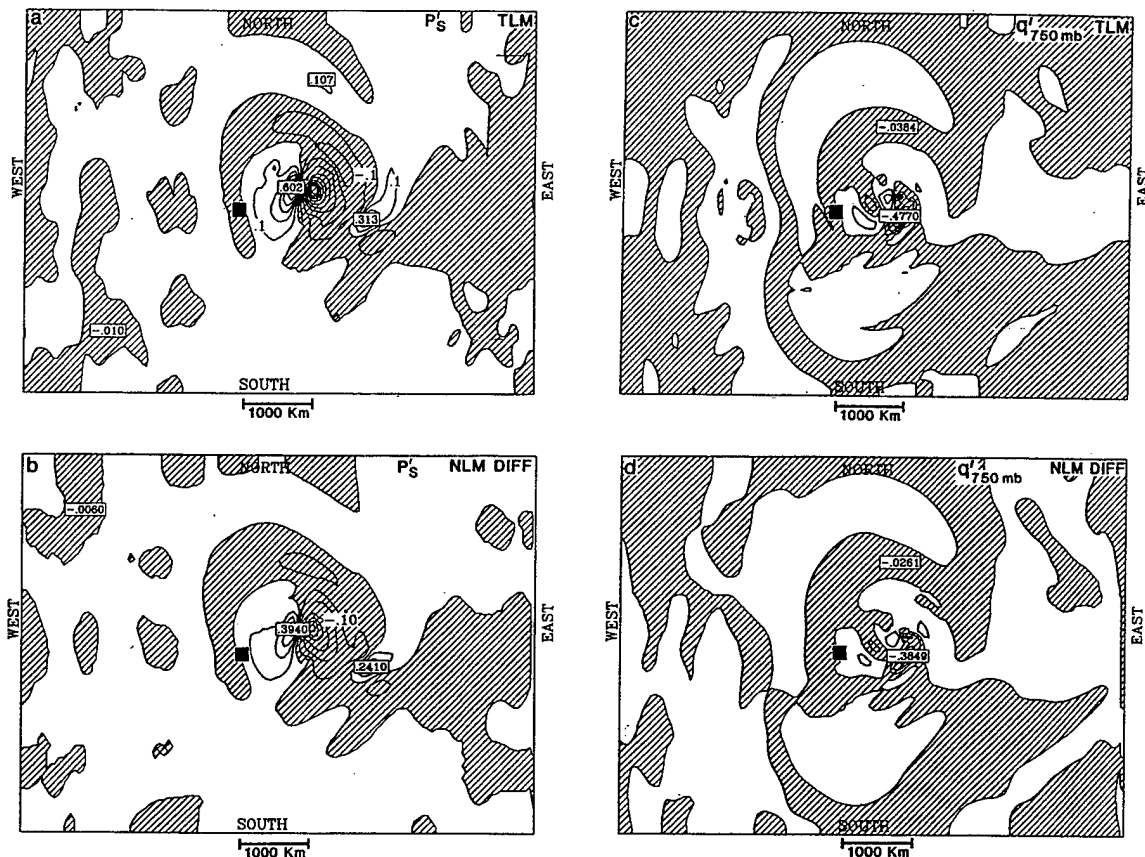 a P'S TLM
NORTH
.107
WEST
EAST
.602
-.1
.1
.313
.1
-.010
SOUTH
1000 Km
c q'750 mb TLM
NORTH
-.0384
WEST
EAST
-.4770
SOUTH
1000 Km
b P'S NLM DIFF
NORTH
-.0080
WEST
EAST
-.10
.3940
.2410
SOUTH
1000 Km
d q'750 mb NLM DIFF
NORTH
-.0261
WEST
EAST
-.3849
SOUTH
1000 Km